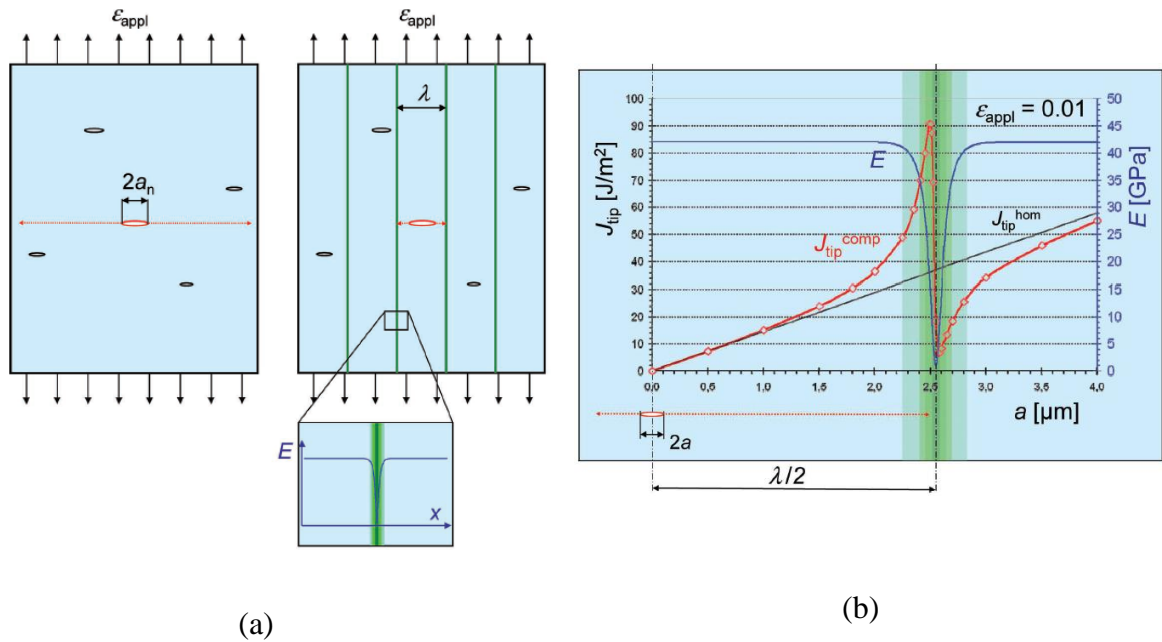 ε_appl
ε_appl
λ
2a_n
E
x
(a)
ε_appl = 0.01
J_tip [J/m²]
100
90
80
70
60
50
40
30
20
10
0
E
J_tip^comp
J_tip^hom
50
45
40
35
30
25
20
15
10
5
0
E [GPa]
0,0 0,5 1,0 1,5 2,0 2,5 3,0 3,5 4,0
a [µm]
2a
λ/2
(b)